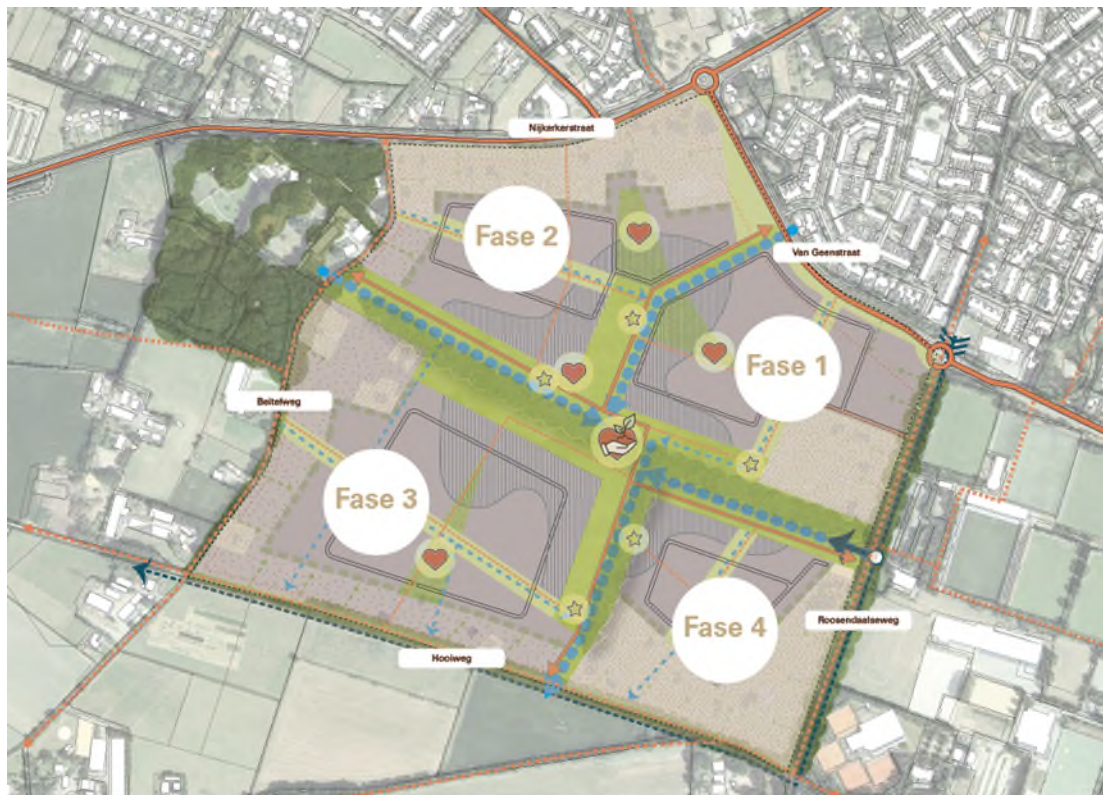 Nijkerkerstraat
Fase 2
Van Geenstraat
Fase 1
Beitelweg
Fase 3
Fase 4
Roosendaalseweg
Hooiweg